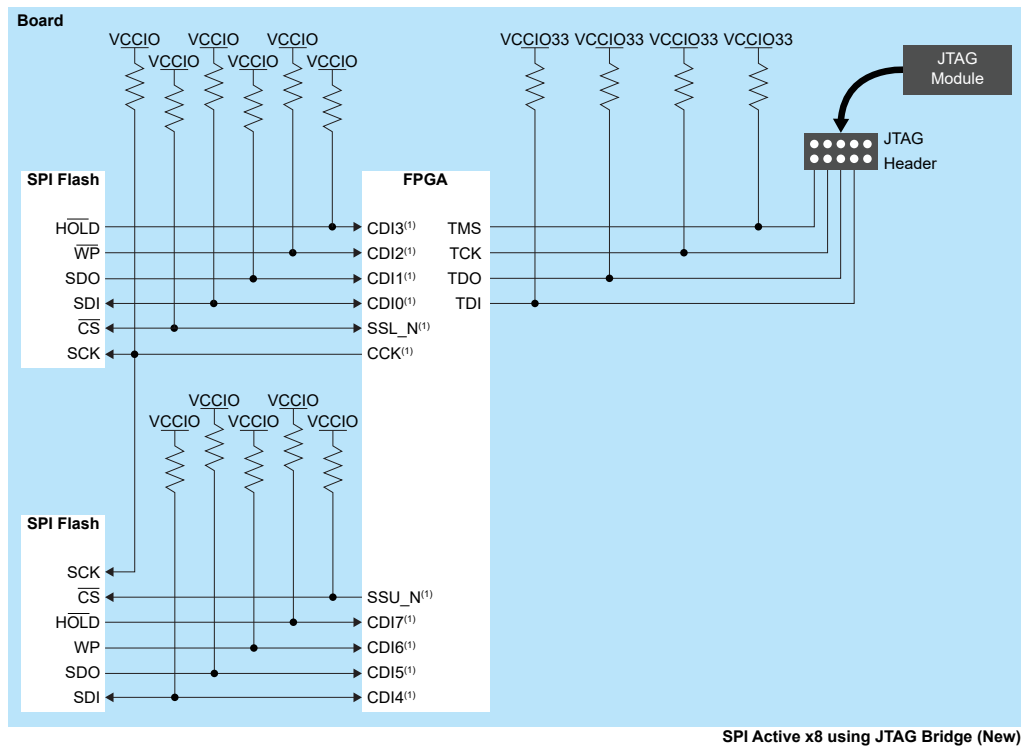 Board
VCCIO VCCIO VCCIO
VCCIO VCCIO VCCIO
VCCIO33 VCCIO33 VCCIO33 VCCIO33
JTAG
Module
JTAG
Header
SPI Flash
HOLD
WP
SDO
SDI
CS
SCK
FPGA
CDI3(1)
CDI2(1)
CDI1(1)
CDI0(1)
SSL_N(1)
CCK(1)
TMS
TCK
TDO
TDI
VCCIO VCCIO
VCCIO VCCIO VCCIO
SPI Flash
SCK
CS
HOLD
WP
SDO
SDI
SSU_N(1)
CDI7(1)
CDI6(1)
CDI5(1)
CDI4(1)
SPI Active x8 using JTAG Bridge (New)